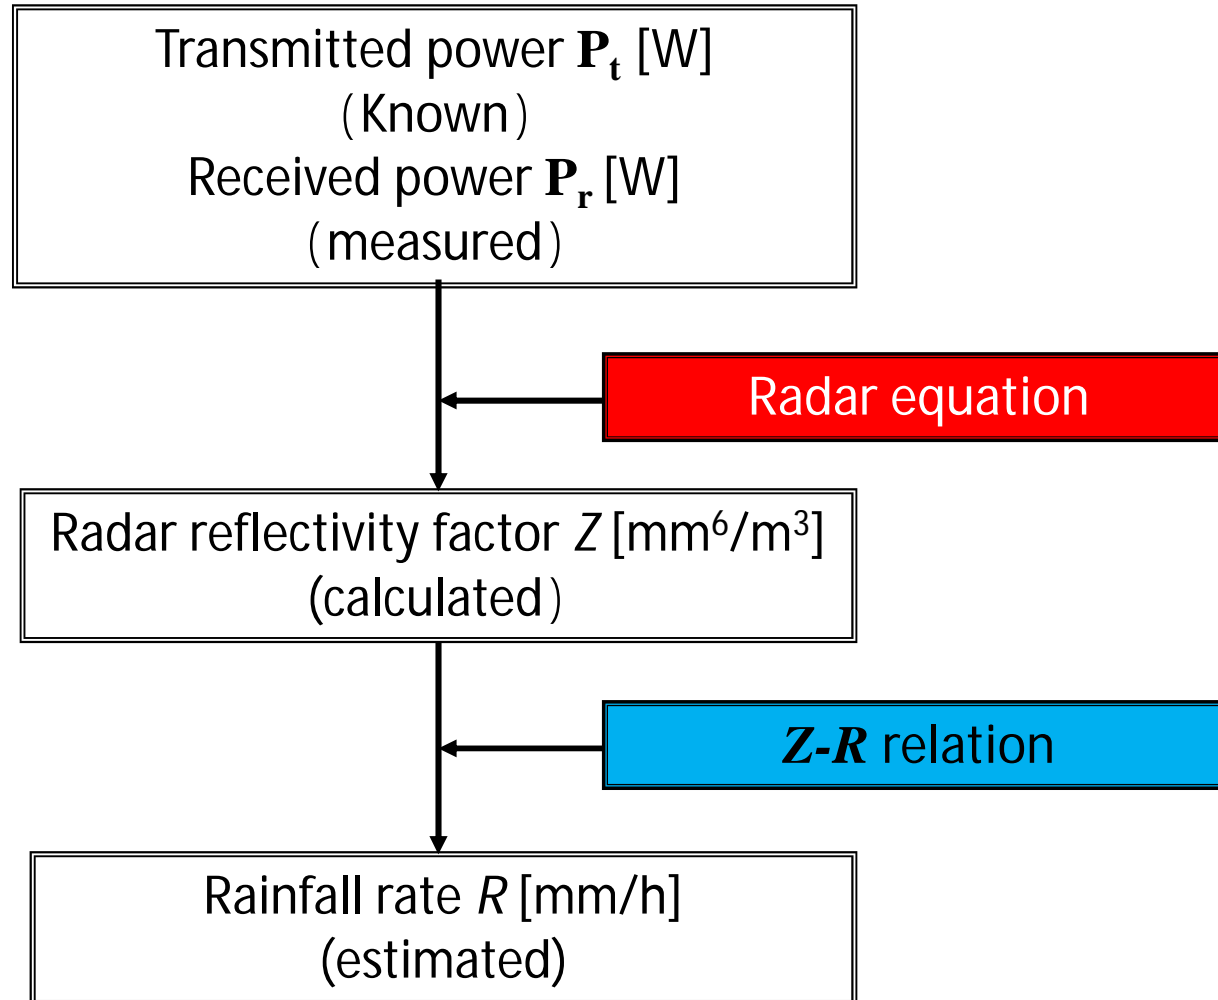 Transmitted power Pt [W]
(Known)
Received power Pr [W]
(measured)
Radar equation
Radar reflectivity factor Z [mm⁶/m³]
(calculated)
Z-R relation
Rainfall rate R [mm/h]
(estimated)